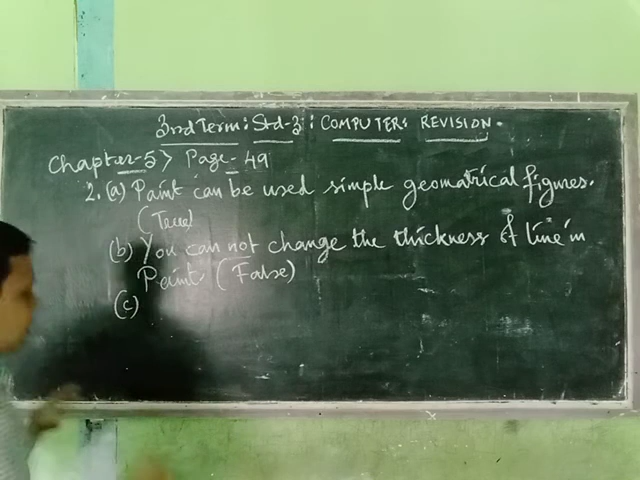 3rd Term: Std-3: COMPUTER: REVISION.
Chapter-5> Page-49
2. (a) Paint can be used simple geomatrical figures.
(True)
(b) You can not change the thickness of line in
Paint. (False)
(c)